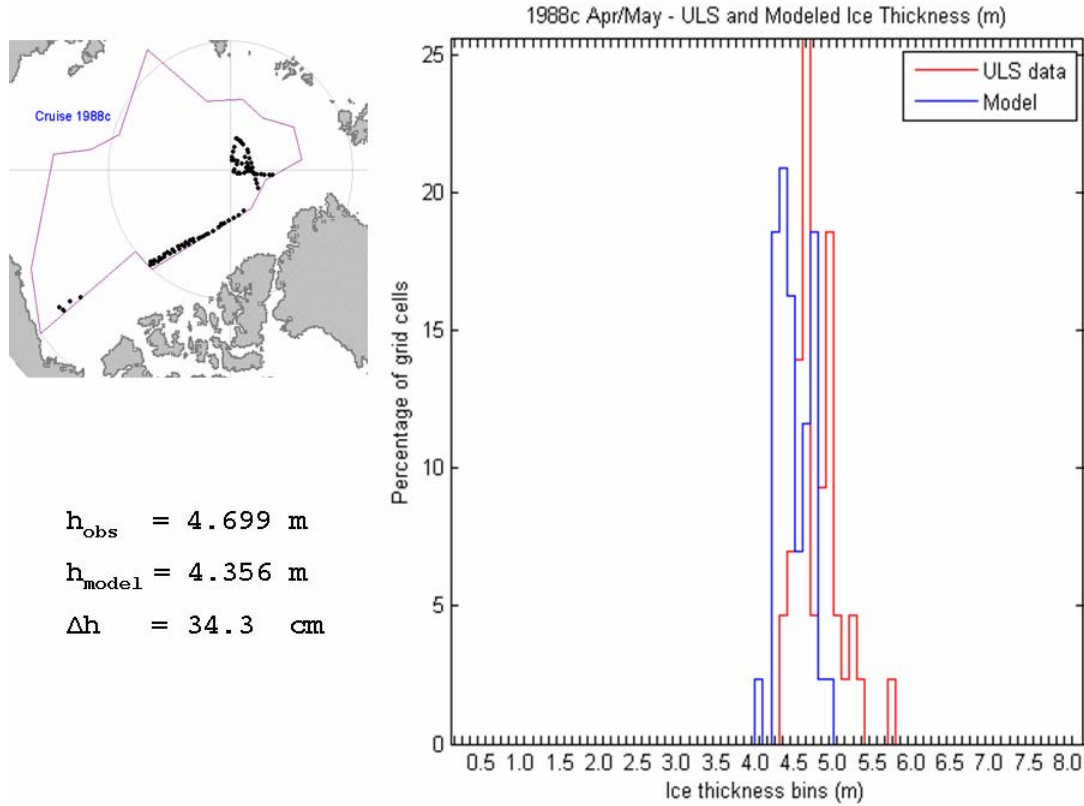 1988c Apr/May - ULS and Modeled Ice Thickness (m)
Cruise 1988c
ULS data
Model
25
20
15
10
5
0
Percentage of grid cells
0.5 1.0 1.5 2.0 2.5 3.0 3.5 4.0 4.5 5.0 5.5 6.0 6.5 7.0 7.5 8.0
Ice thickness bins (m)
hobs = 4.699 m
hmodel = 4.356 m
Δh = 34.3 cm